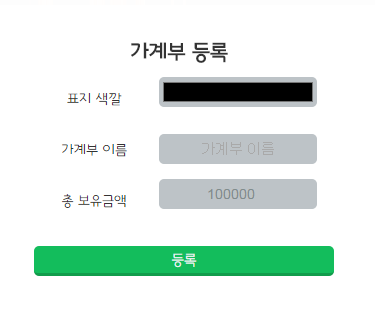 가계부 등록
표지 색깔
가계부 이름 가계부 이름
총 보유금액 100000
등록